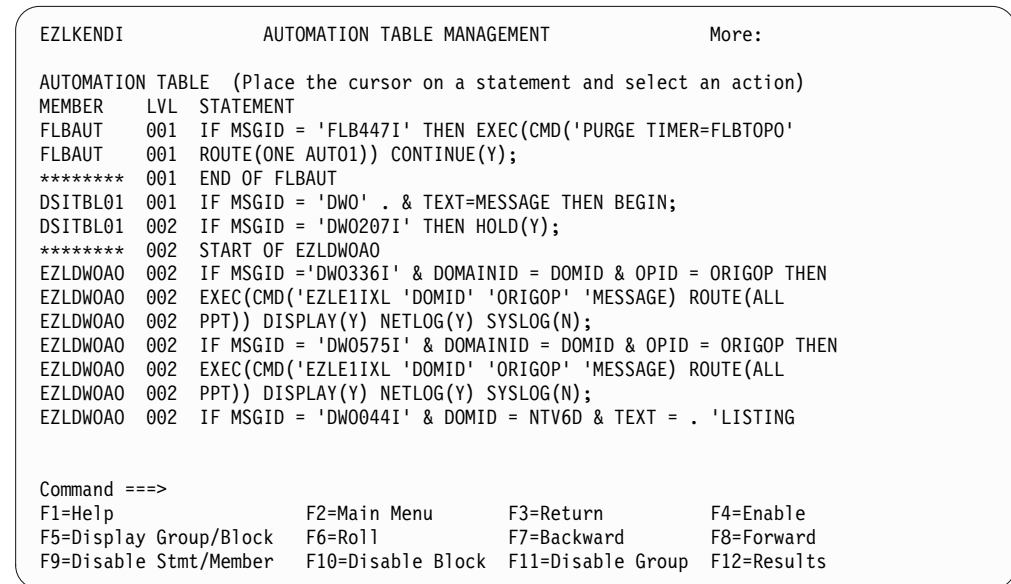 EZLKENDI AUTOMATION TABLE MANAGEMENT More:
AUTOMATION TABLE (Place the cursor on a statement and select an action)
MEMBER LVL STATEMENT
FLBAUT 001 IF MSGID = 'FLB447I' THEN EXEC(CMD('PURGE TIMER=FLBTOPO'
FLBAUT 001 ROUTE(ONE AUTO1)) CONTINUE(Y);
******** 001 END OF FLBAUT
DSITBL01 001 IF MSGID = 'DWO' . & TEXT=MESSAGE THEN BEGIN;
DSITBL01 002 IF MSGID = 'DWO207I' THEN HOLD(Y);
******** 002 START OF EZLDWOAO
EZLDWOAO 002 IF MSGID ='DWO336I' & DOMAINID = DOMID & OPID = ORIGOP THEN
EZLDWOAO 002 EXEC(CMD('EZLE1IXL 'DOMID' 'ORIGOP' 'MESSAGE) ROUTE(ALL
EZLDWOAO 002 PPT)) DISPLAY(Y) NETLOG(Y) SYSLOG(N);
EZLDWOAO 002 IF MSGID = 'DWO575I' & DOMAINID = DOMID & OPID = ORIGOP THEN
EZLDWOAO 002 EXEC(CMD('EZLE1IXL 'DOMID' 'ORIGOP' 'MESSAGE) ROUTE(ALL
EZLDWOAO 002 PPT)) DISPLAY(Y) NETLOG(Y) SYSLOG(N);
EZLDWOAO 002 IF MSGID = 'DWO044I' & DOMID = NTV6D & TEXT = . 'LISTING
Command ===>
F1=Help F2=Main Menu F3=Return F4=Enable
F5=Display Group/Block F6=Roll F7=Backward F8=Forward
F9=Disable Stmt/Member F10=Disable Block F11=Disable Group F12=Results